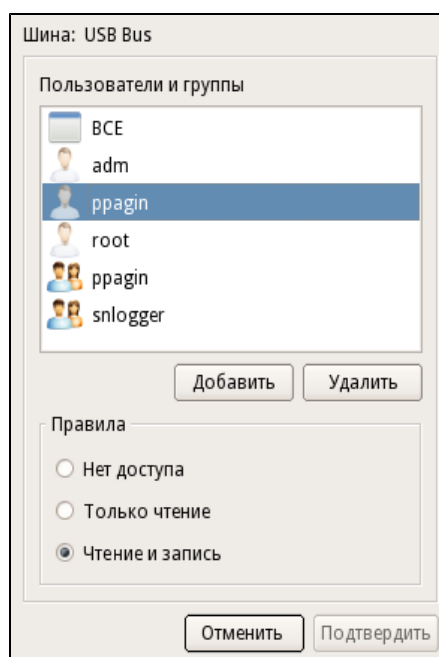 Шина: USB Bus
Пользователи и группы
ВСЕ
adm
ppagin
root
ppagin
snlogger
Добавить Удалить
Правила
Нет доступа
Только чтение
Чтение и запись
Отменить Подтвердить